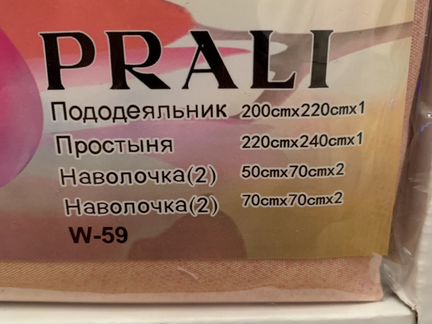 PRALI
Пододеяльник 200cmx220cmx1
Простыня 220cmx240cmx1
Наволочка(2) 50cmx70cmx2
Наволочка(2) 70cmx70cmx2
W-59